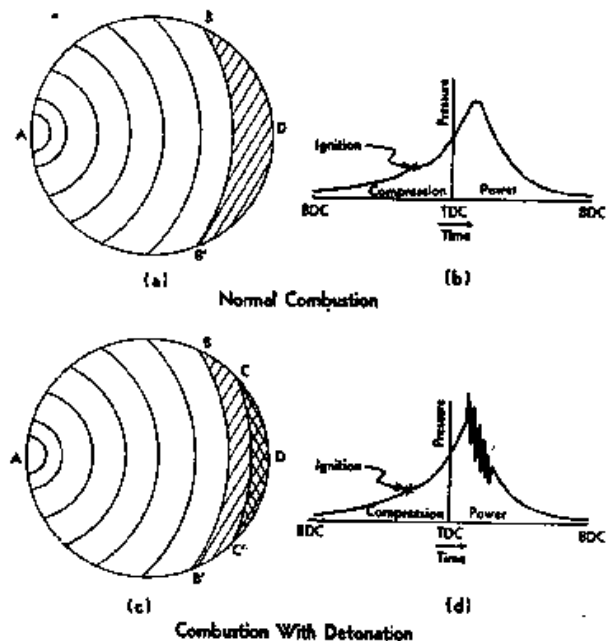 B
A
D
B'
(a)
Pressure
Ignition
Compression
Power
BDC
TDC
BDC
Time
(b)
Normal Combustion
B
C
A
D
C'
B'
(c)
Pressure
Ignition
Compression
Power
BDC
TDC
BDC
Time
(d)
Combustion With Detonation